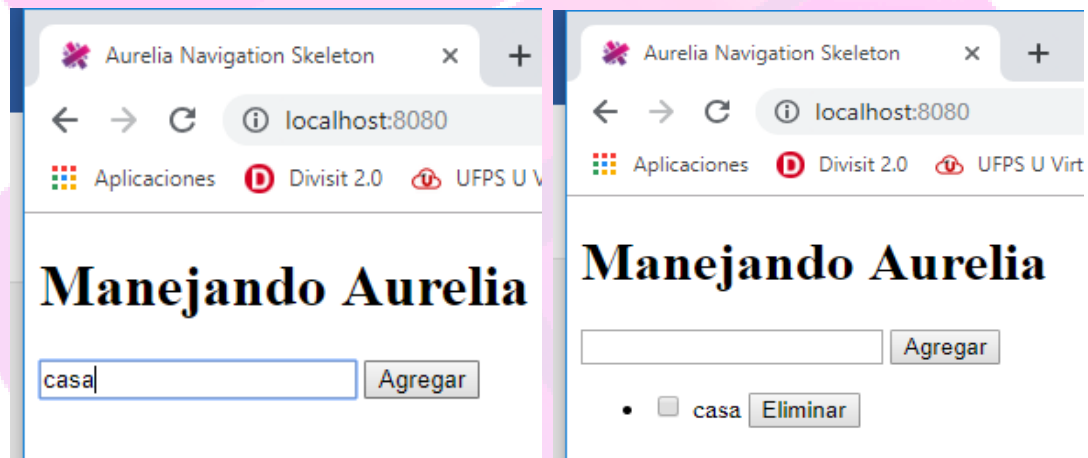 Aurelia Navigation Skeleton
localhost:8080
Aplicaciones Divisit 2.0 UFPS U V
Manejando Aurelia
casa Agregar
Aurelia Navigation Skeleton
localhost:8080
Aplicaciones Divisit 2.0 UFPS U Virt
Manejando Aurelia
Agregar
casa Eliminar